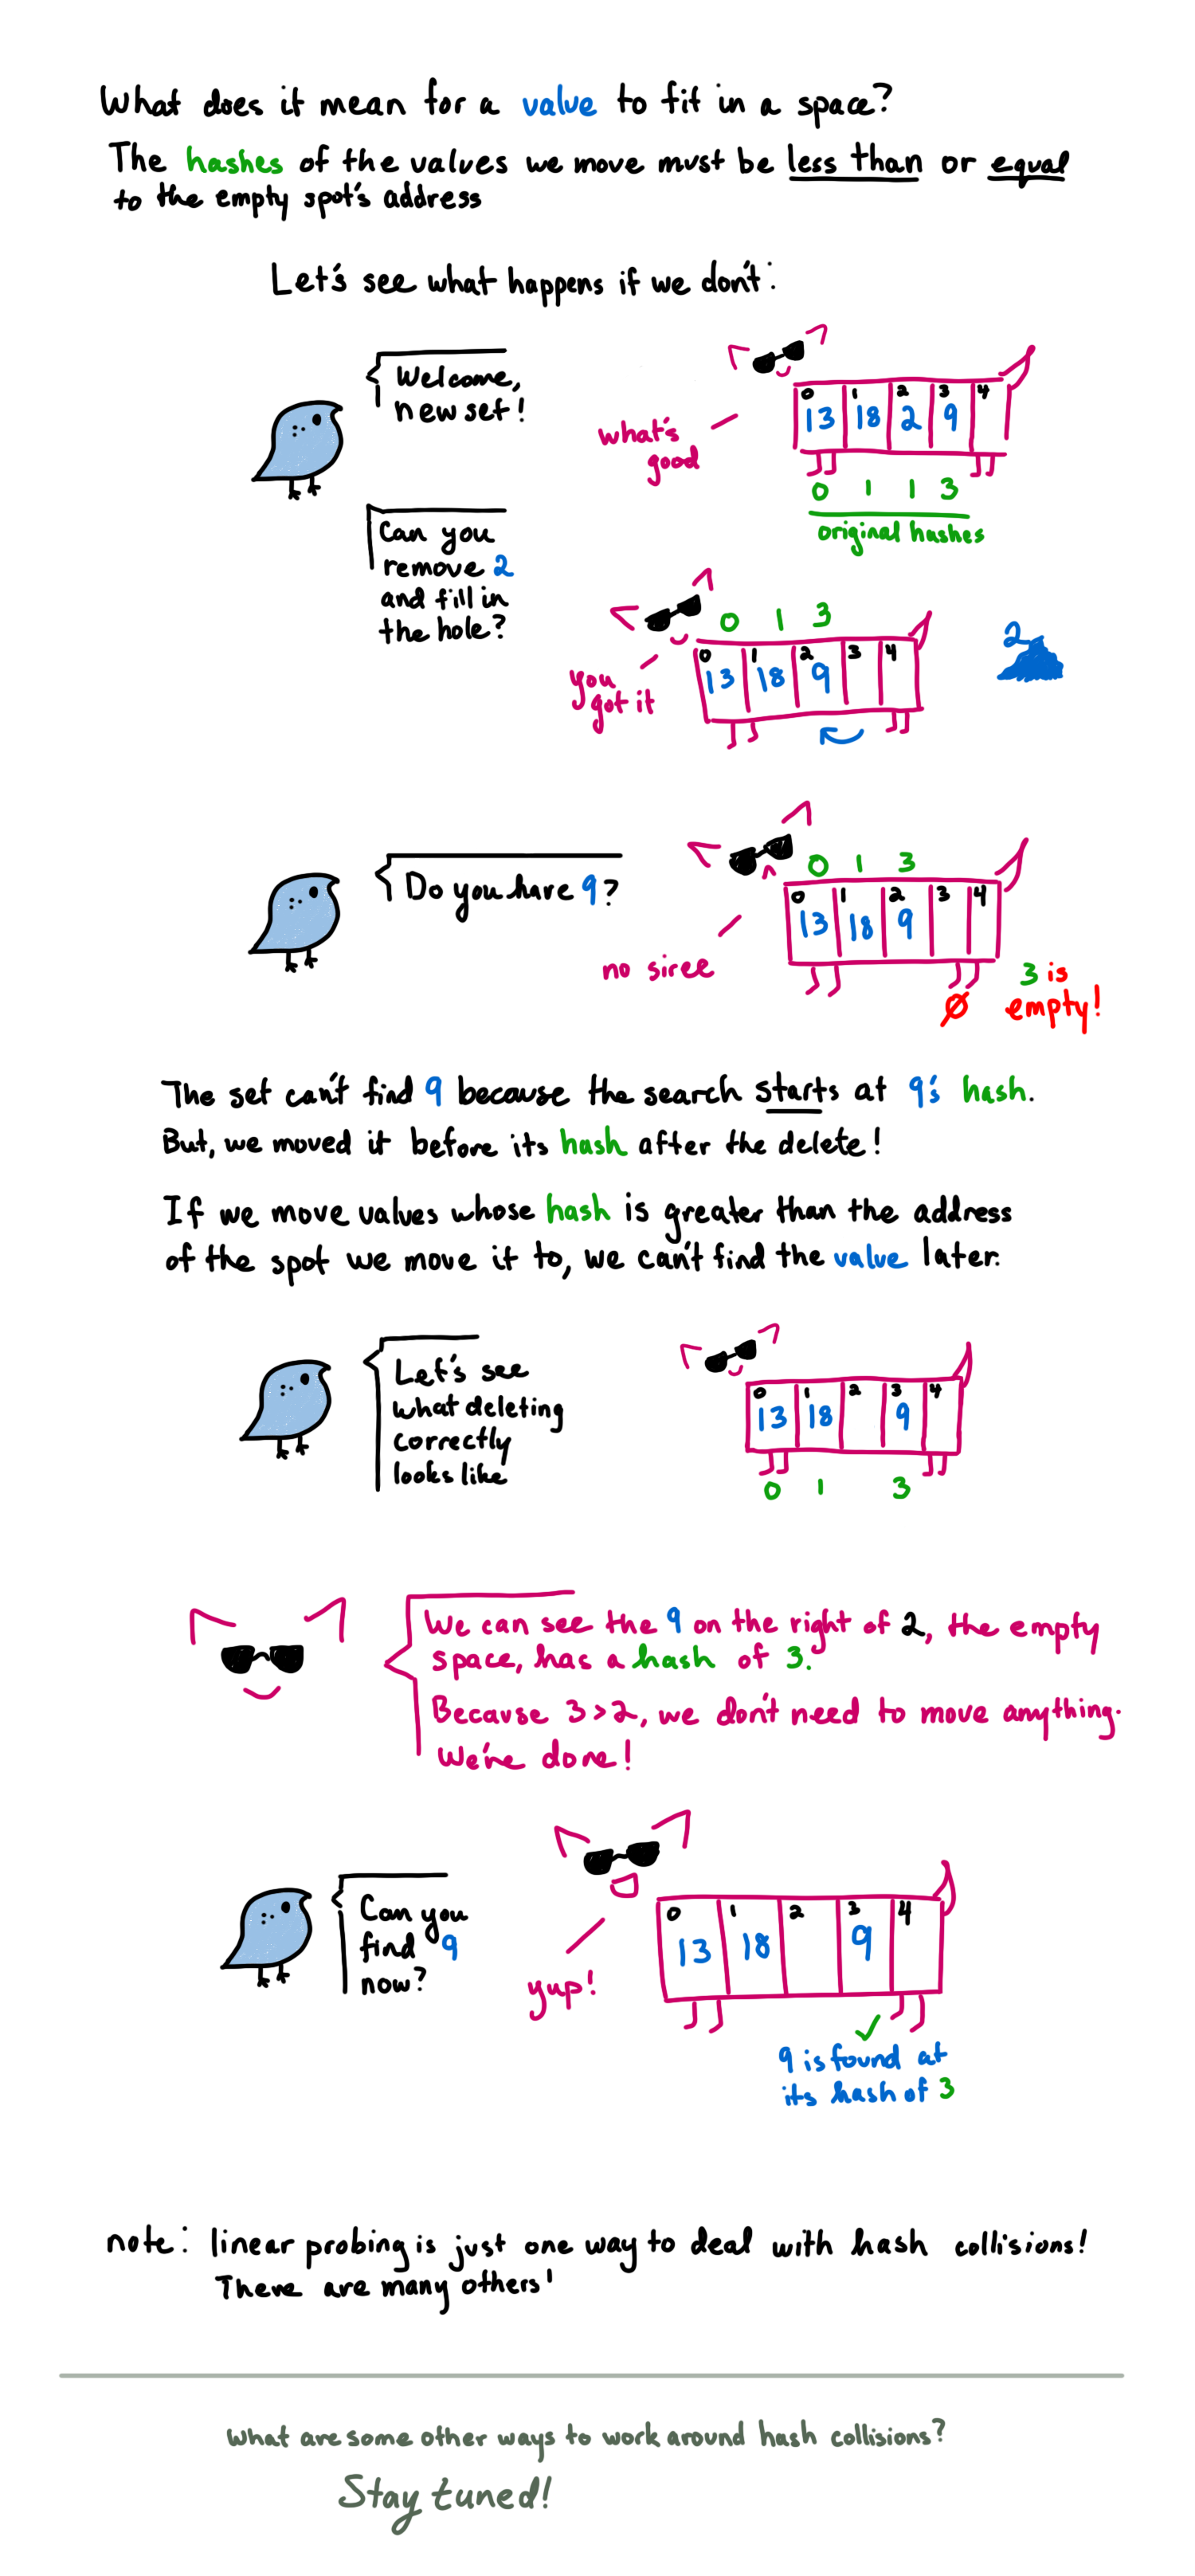 What does it mean for a value to fit in a space?
The hashes of the values we move must be less than or equal
to the empty spot's address
Let's see what happens if we don't:
Welcome,
new set!
what's
good
0 1 2 3 4
13 18 2 9
0 1 1 3
original hashes
Can you
remove 2
and fill in
the hole?
you
got it
0 1 3
0 1 2 3 4
13 18 9
2
Do you have 9?
no siree
0 1 3
0 1 2 3 4
13 18 9
Ø
3 is
empty!
The set can't find 9 because the search starts at 9's hash.
But, we moved it before its hash after the delete!
If we move values whose hash is greater than the address
of the spot we move it to, we can't find the value later.
Let's see
what deleting
correctly
looks like
0 1 2 3 4
13 18 9
0 1 3
We can see the 9 on the right of 2, the empty
space, has a hash of 3.
Because 3>2, we don't need to move anything.
We're done!
Can you
find 9
now?
yup!
0 1 2 3 4
13 18 9
9 is found at
its hash of 3
note: linear probing is just one way to deal with hash collisions!
There are many others!
What are some other ways to work around hash collisions?
Stay tuned!